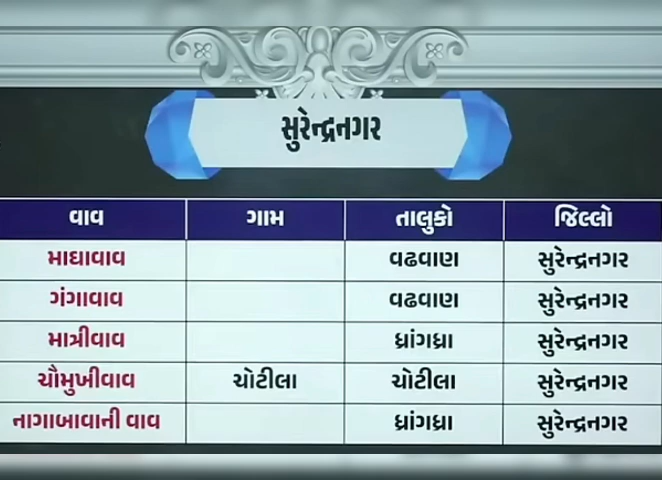 સુરેન્દ્રનગર
વાવ ગામ તાલુકો જિલ્લો
માધાવાવ વઢવાણ સુરેન્દ્રનગર
ગંગાવાવ વઢવાણ સુરેન્દ્રનગર
માત્રીવાવ ધ્રાંગધ્રા સુરેન્દ્રનગર
ચૌમુખીવાવ ચોટીલા ચોટીલા સુરેન્દ્રનગર
નાગાબાવાની વાવ ધ્રાંગધ્રા સુરેન્દ્રનગર